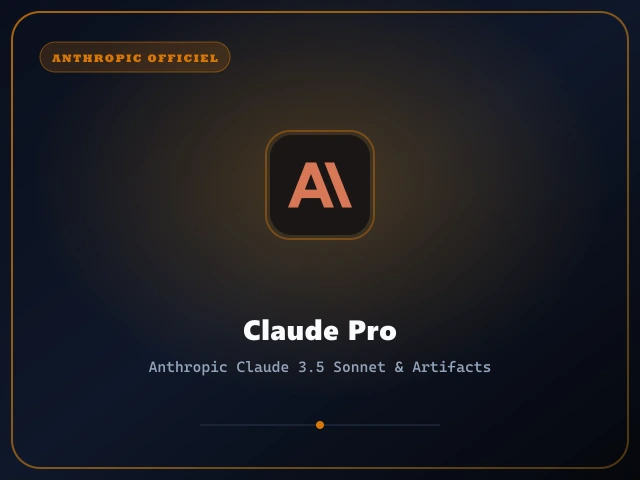 ANTHROPIC OFFICIEL
A\
Claude Pro
Anthropic Claude 3.5 Sonnet & Artifacts